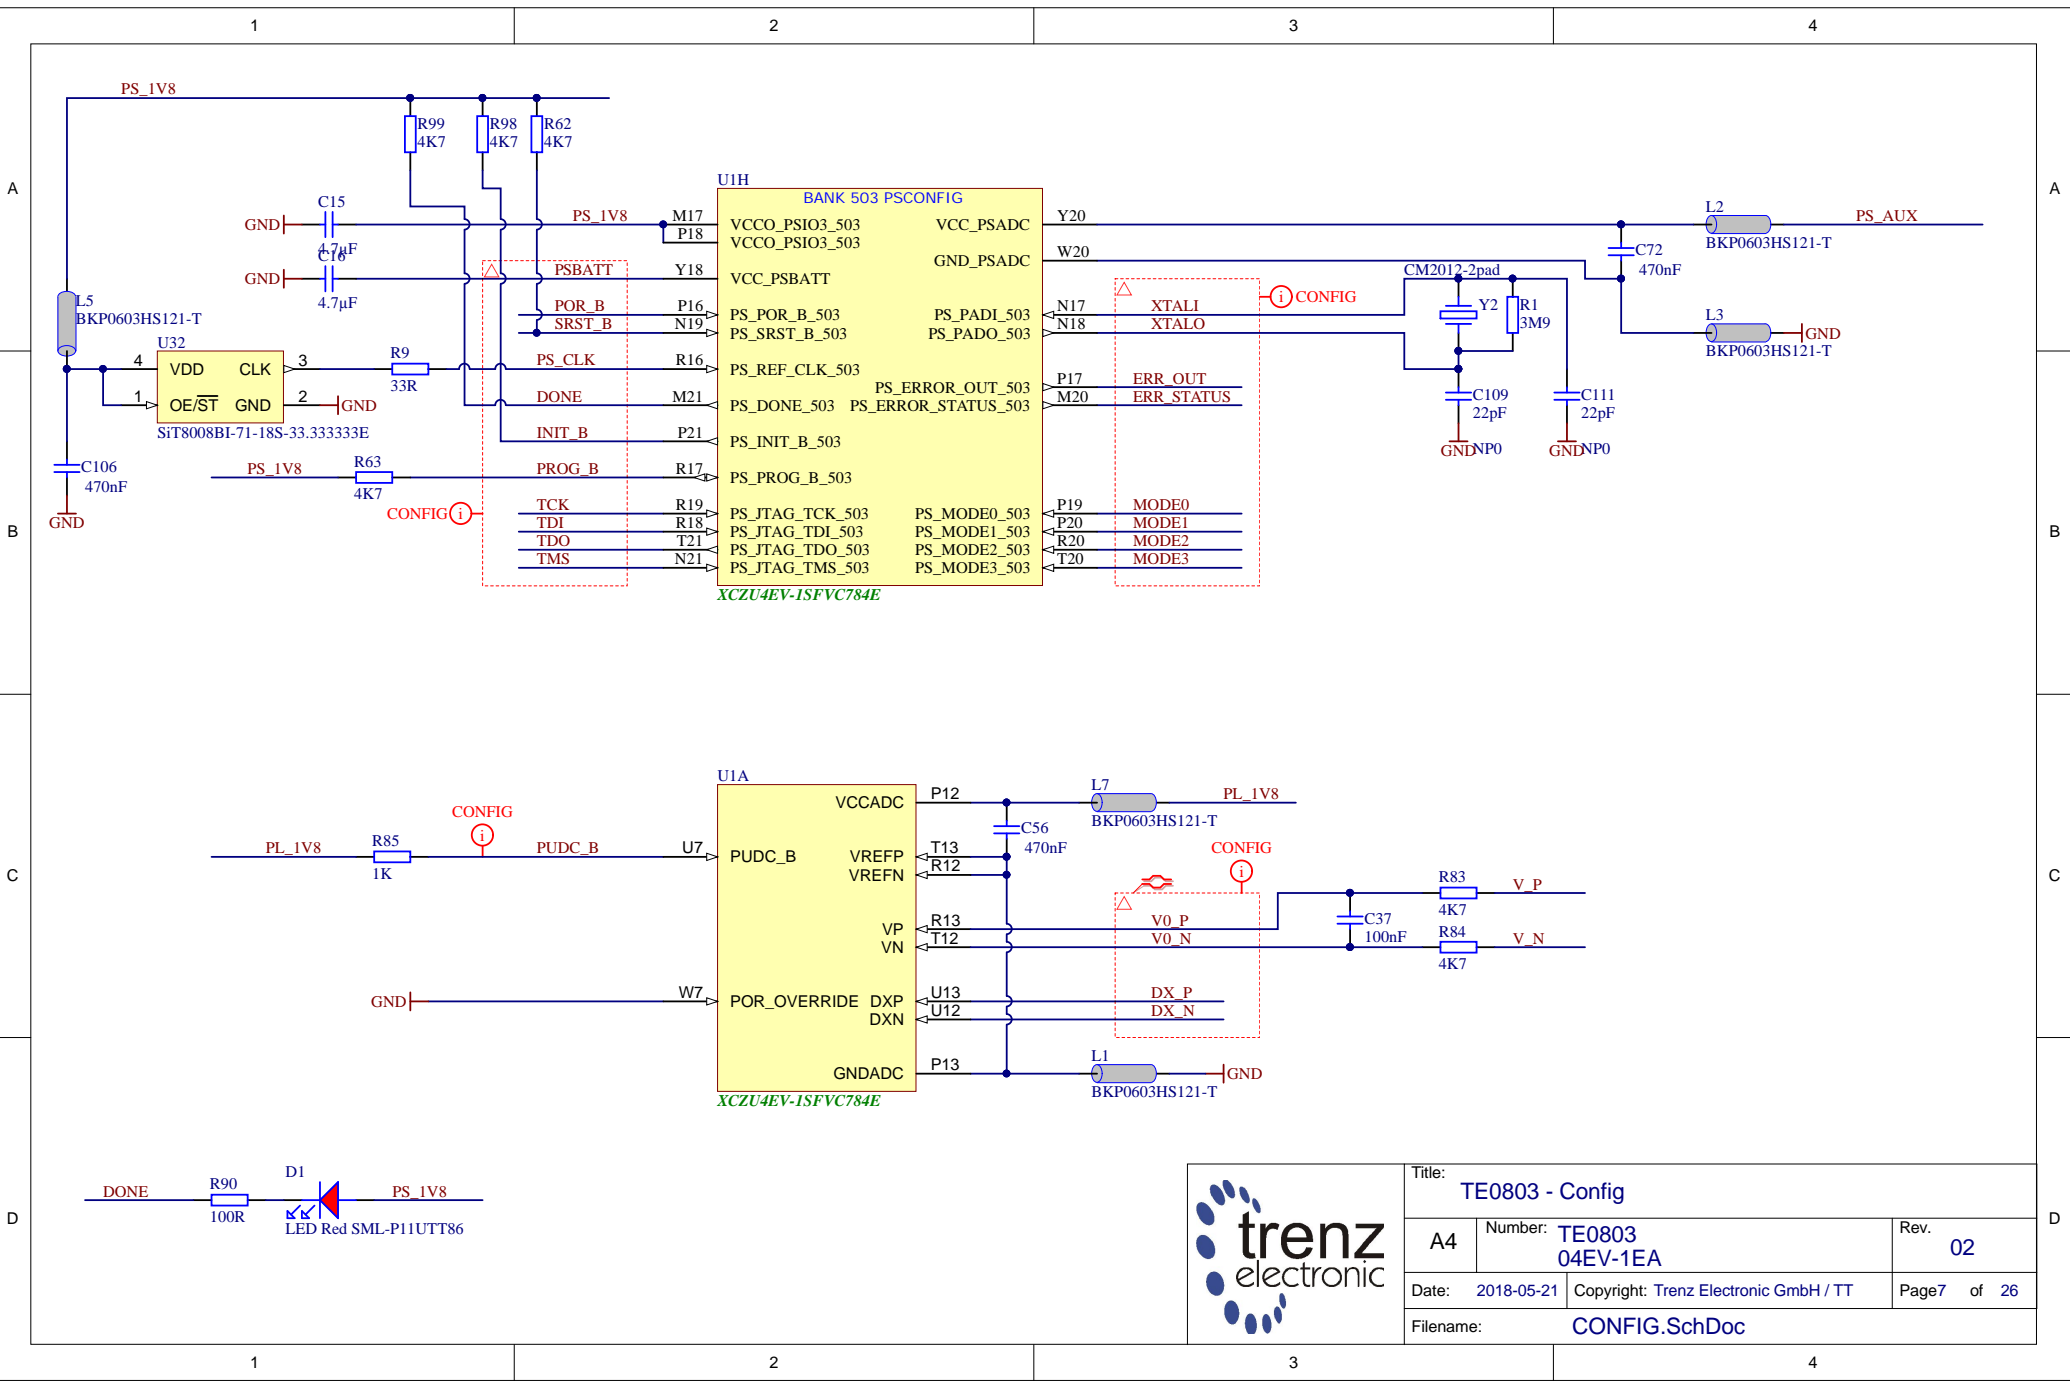 1 2 3 4
A A
B B
C C
D D
PS_1V8
R99
4K7
R98
4K7
R62
4K7
C15
GND
4.7µF
PS_1V8
C16
GND
4.7µF
PSBATT
POR_B
SRST_B
L5
BKP0603HS121-T
U32
4 VDD CLK 3
1 OE/ST GND 2
GND
SiT8008BI-71-18S-33.333333E
R9
33R
PS_CLK
DONE
INIT_B
C106
470nF
GND
PS_1V8
R63
4K7
PROG_B
CONFIG i
TCK
TDI
TDO
TMS
U1H
BANK 503 PSCONFIG
M17 VCCO_PSIO3_503
P18 VCCO_PSIO3_503
Y18 VCC_PSBATT
P16 PS_POR_B_503
N19 PS_SRST_B_503
R16 PS_REF_CLK_503
M21 PS_DONE_503
P21 PS_INIT_B_503
R17 PS_PROG_B_503
R19 PS_JTAG_TCK_503
R18 PS_JTAG_TDI_503
T21 PS_JTAG_TDO_503
N21 PS_JTAG_TMS_503
VCC_PSADC Y20
GND_PSADC W20
PS_PADI_503 N17 XTALI
PS_PADO_503 N18 XTALO
PS_ERROR_OUT_503 P17 ERR_OUT
PS_ERROR_STATUS_503 M20 ERR_STATUS
PS_MODE0_503 P19 MODE0
PS_MODE1_503 P20 MODE1
PS_MODE2_503 R20 MODE2
PS_MODE3_503 T20 MODE3
XCZU4EV-1SFVC784E
i CONFIG
CM2012-2pad
Y2
R1
3M9
C109
22pF
GND NP0
C111
22pF
GND NP0
L2
PS_AUX
BKP0603HS121-T
C72
470nF
L3
GND
BKP0603HS121-T
U1A
PL_1V8
R85
1K
CONFIG
i
PUDC_B
U7 PUDC_B
GND
W7 POR_OVERRIDE
VCCADC P12
VREFP T13
VREFN R12
VP R13
VN T12
DXP U13
DXN U12
GNDADC P13
XCZU4EV-1SFVC784E
L7
PL_1V8
BKP0603HS121-T
C56
470nF
CONFIG
i
V0_P
V0_N
DX_P
DX_N
C37
100nF
R83
4K7
V_P
R84
4K7
V_N
L1
GND
BKP0603HS121-T
DONE
R90
100R
D1
PS_1V8
LED Red SML-P11UTT86
trenz
electronic
Title:
TE0803 - Config
A4
Number: TE0803
04EV-1EA
Rev.
02
Date: 2018-05-21
Copyright: Trenz Electronic GmbH / TT
Page7 of 26
Filename: CONFIG.SchDoc
1 2 3 4